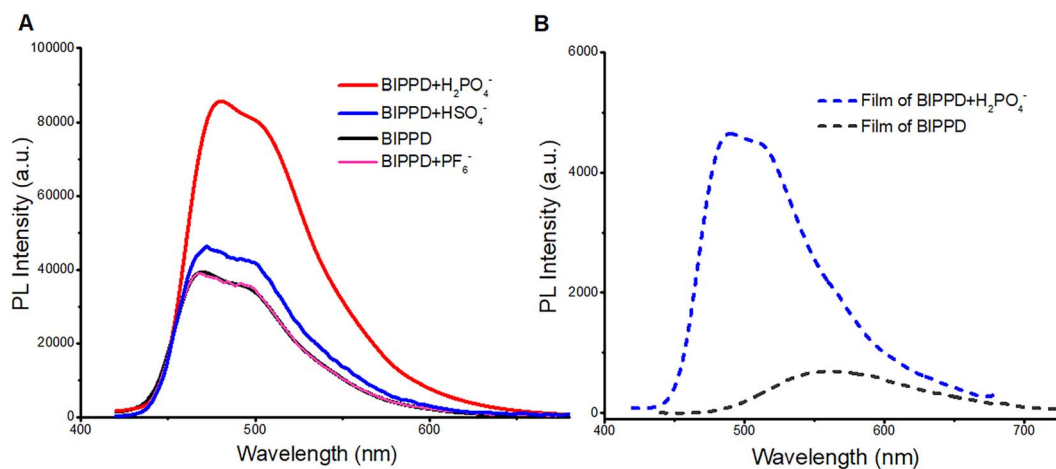 A
100000
80000
60000
40000
20000
0
PL Intensity (a.u.)
400
500
600
Wavelength (nm)
BIPPD+H₂PO₄⁻
BIPPD+HSO₄⁻
BIPPD
BIPPD+PF₆⁻
B
6000
4000
2000
0
PL Intensity (a.u.)
400
500
600
700
Wavelength (nm)
Film of BIPPD+H₂PO₄⁻
Film of BIPPD